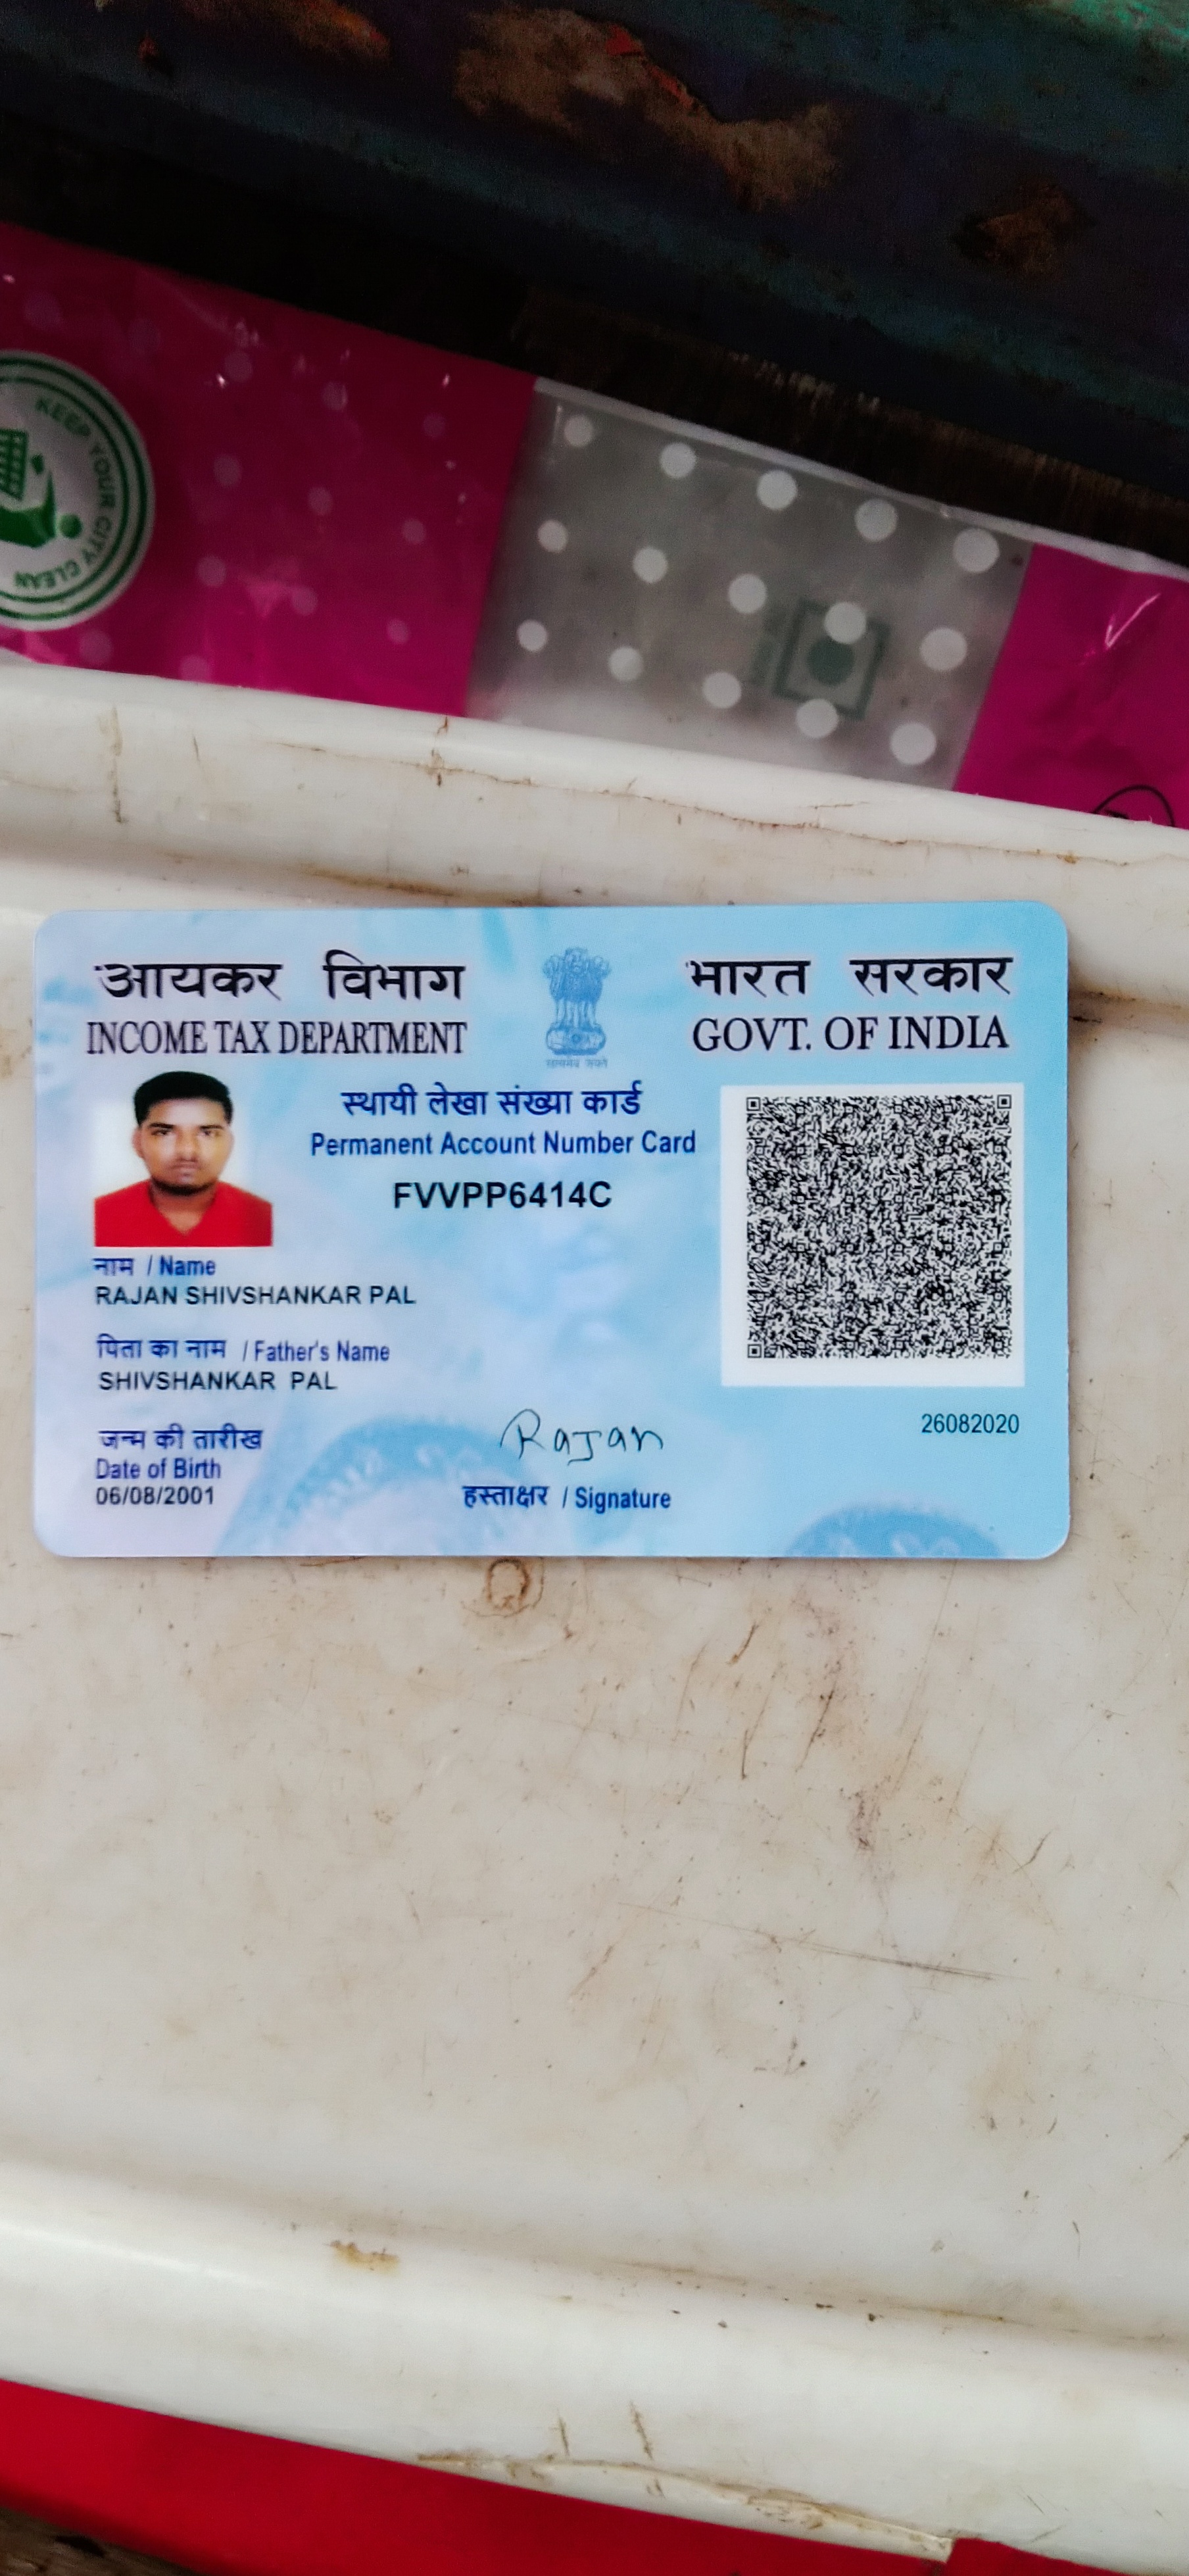 KEEP YOUR CITY CLEAN
आयकर विभाग
INCOME TAX DEPARTMENT
भारत सरकार
GOVT. OF INDIA
सत्यमेव जयते
स्थायी लेखा संख्या कार्ड
Permanent Account Number Card
FVVPP6414C
नाम / Name
RAJAN SHIVSHANKAR PAL
पिता का नाम / Father's Name
SHIVSHANKAR PAL
26082020
जन्म की तारीख
Date of Birth
06/08/2001
Rajan
हस्ताक्षर / Signature